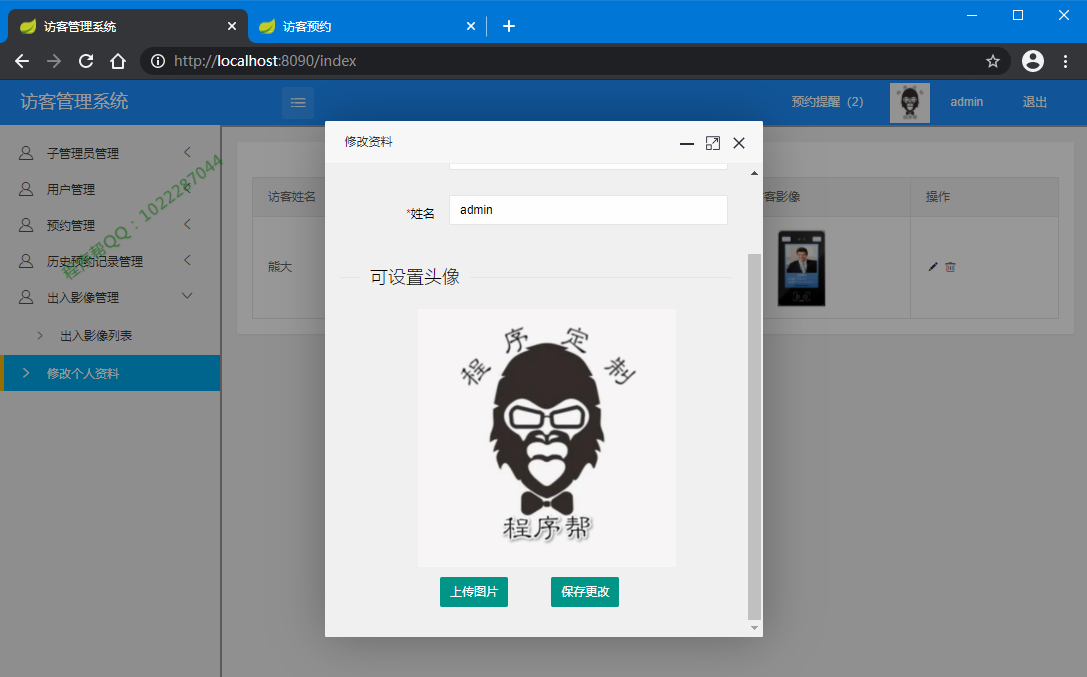 访客管理系统
访客预约
http://localhost:8090/index
访客管理系统
预约提醒（2）
admin
退出
子管理员管理
用户管理
预约管理
历史预约记录管理
出入影像管理
出入影像列表
修改个人资料
程序帮QQ：1022287044
访客姓名
客影像
操作
熊大
修改资料
*姓名
admin
可设置头像
程序定制
程序帮
上传图片
保存更改